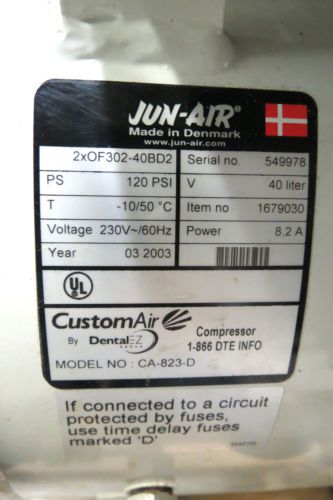 JUN-AIR®
Made in Denmark
www.jun-air.com
2xOF302-40BD2 Serial no. 549978
PS 120 PSI V 40 liter
T -10/50 °C Item no 1679030
Voltage 230V~/60Hz Power 8.2 A
Year 03 2003
UL
CustomAir
By DentalEZ GROUP
Compressor
1-866 DTE INFO
MODEL NO : CA-823-D
If connected to a circuit
protected by fuses,
use time delay fuses
marked 'D'